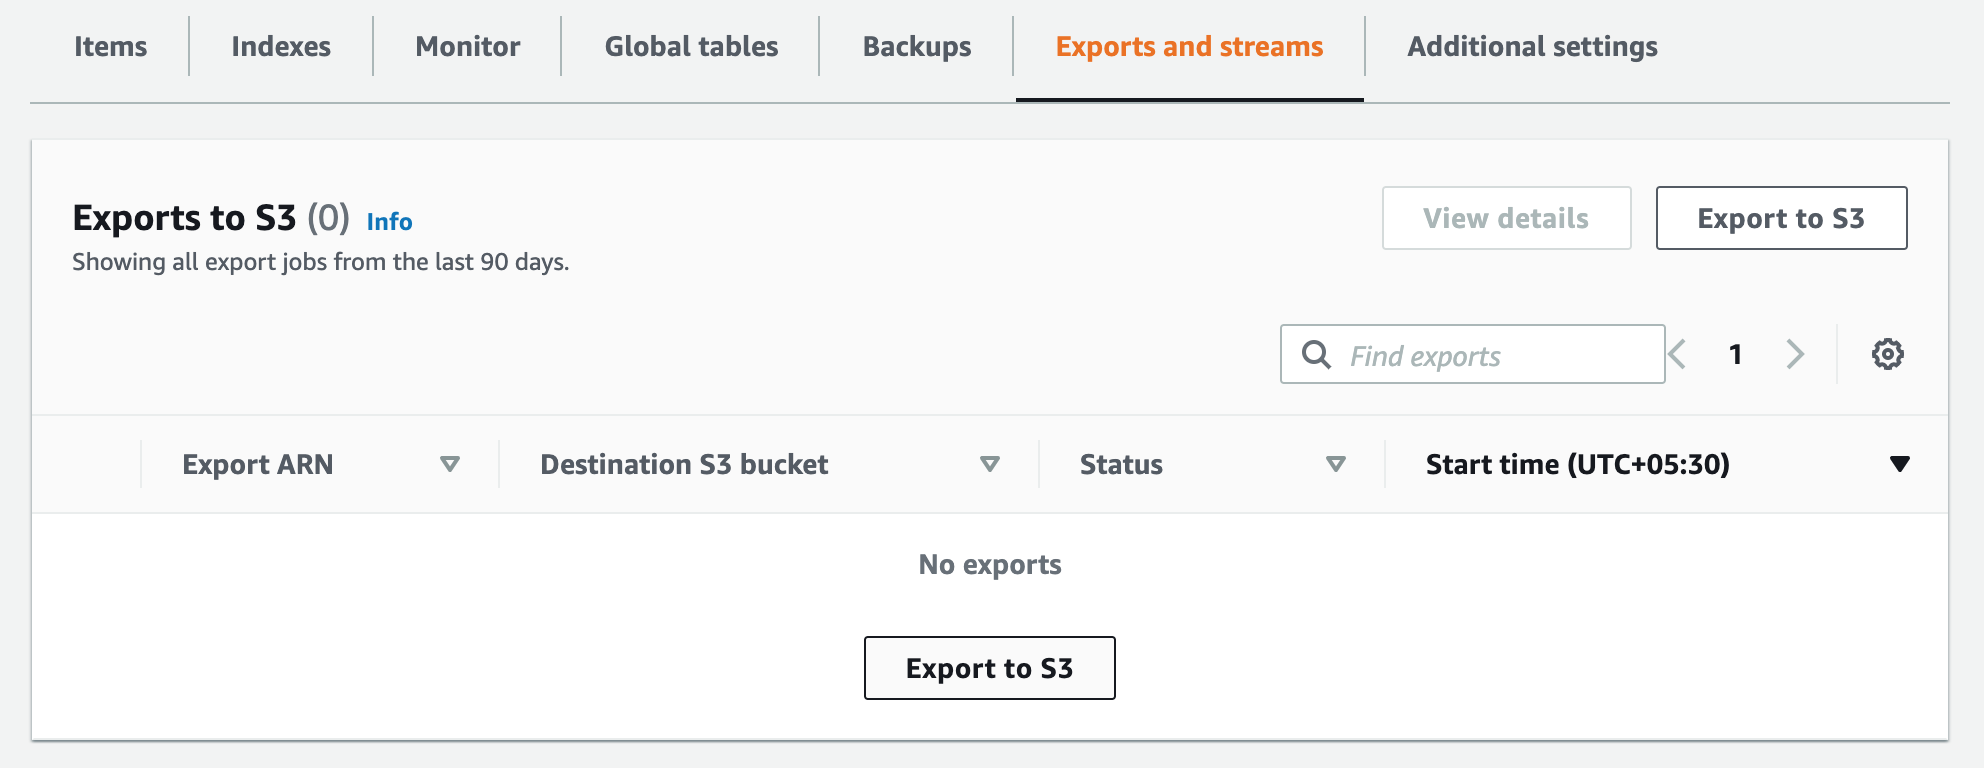 Items Indexes Monitor Global tables Backups Exports and streams Additional settings
Exports to S3 (0) Info View details Export to S3
Showing all export jobs from the last 90 days.
Find exports 1
Export ARN Destination S3 bucket Status Start time (UTC+05:30)
No exports
Export to S3